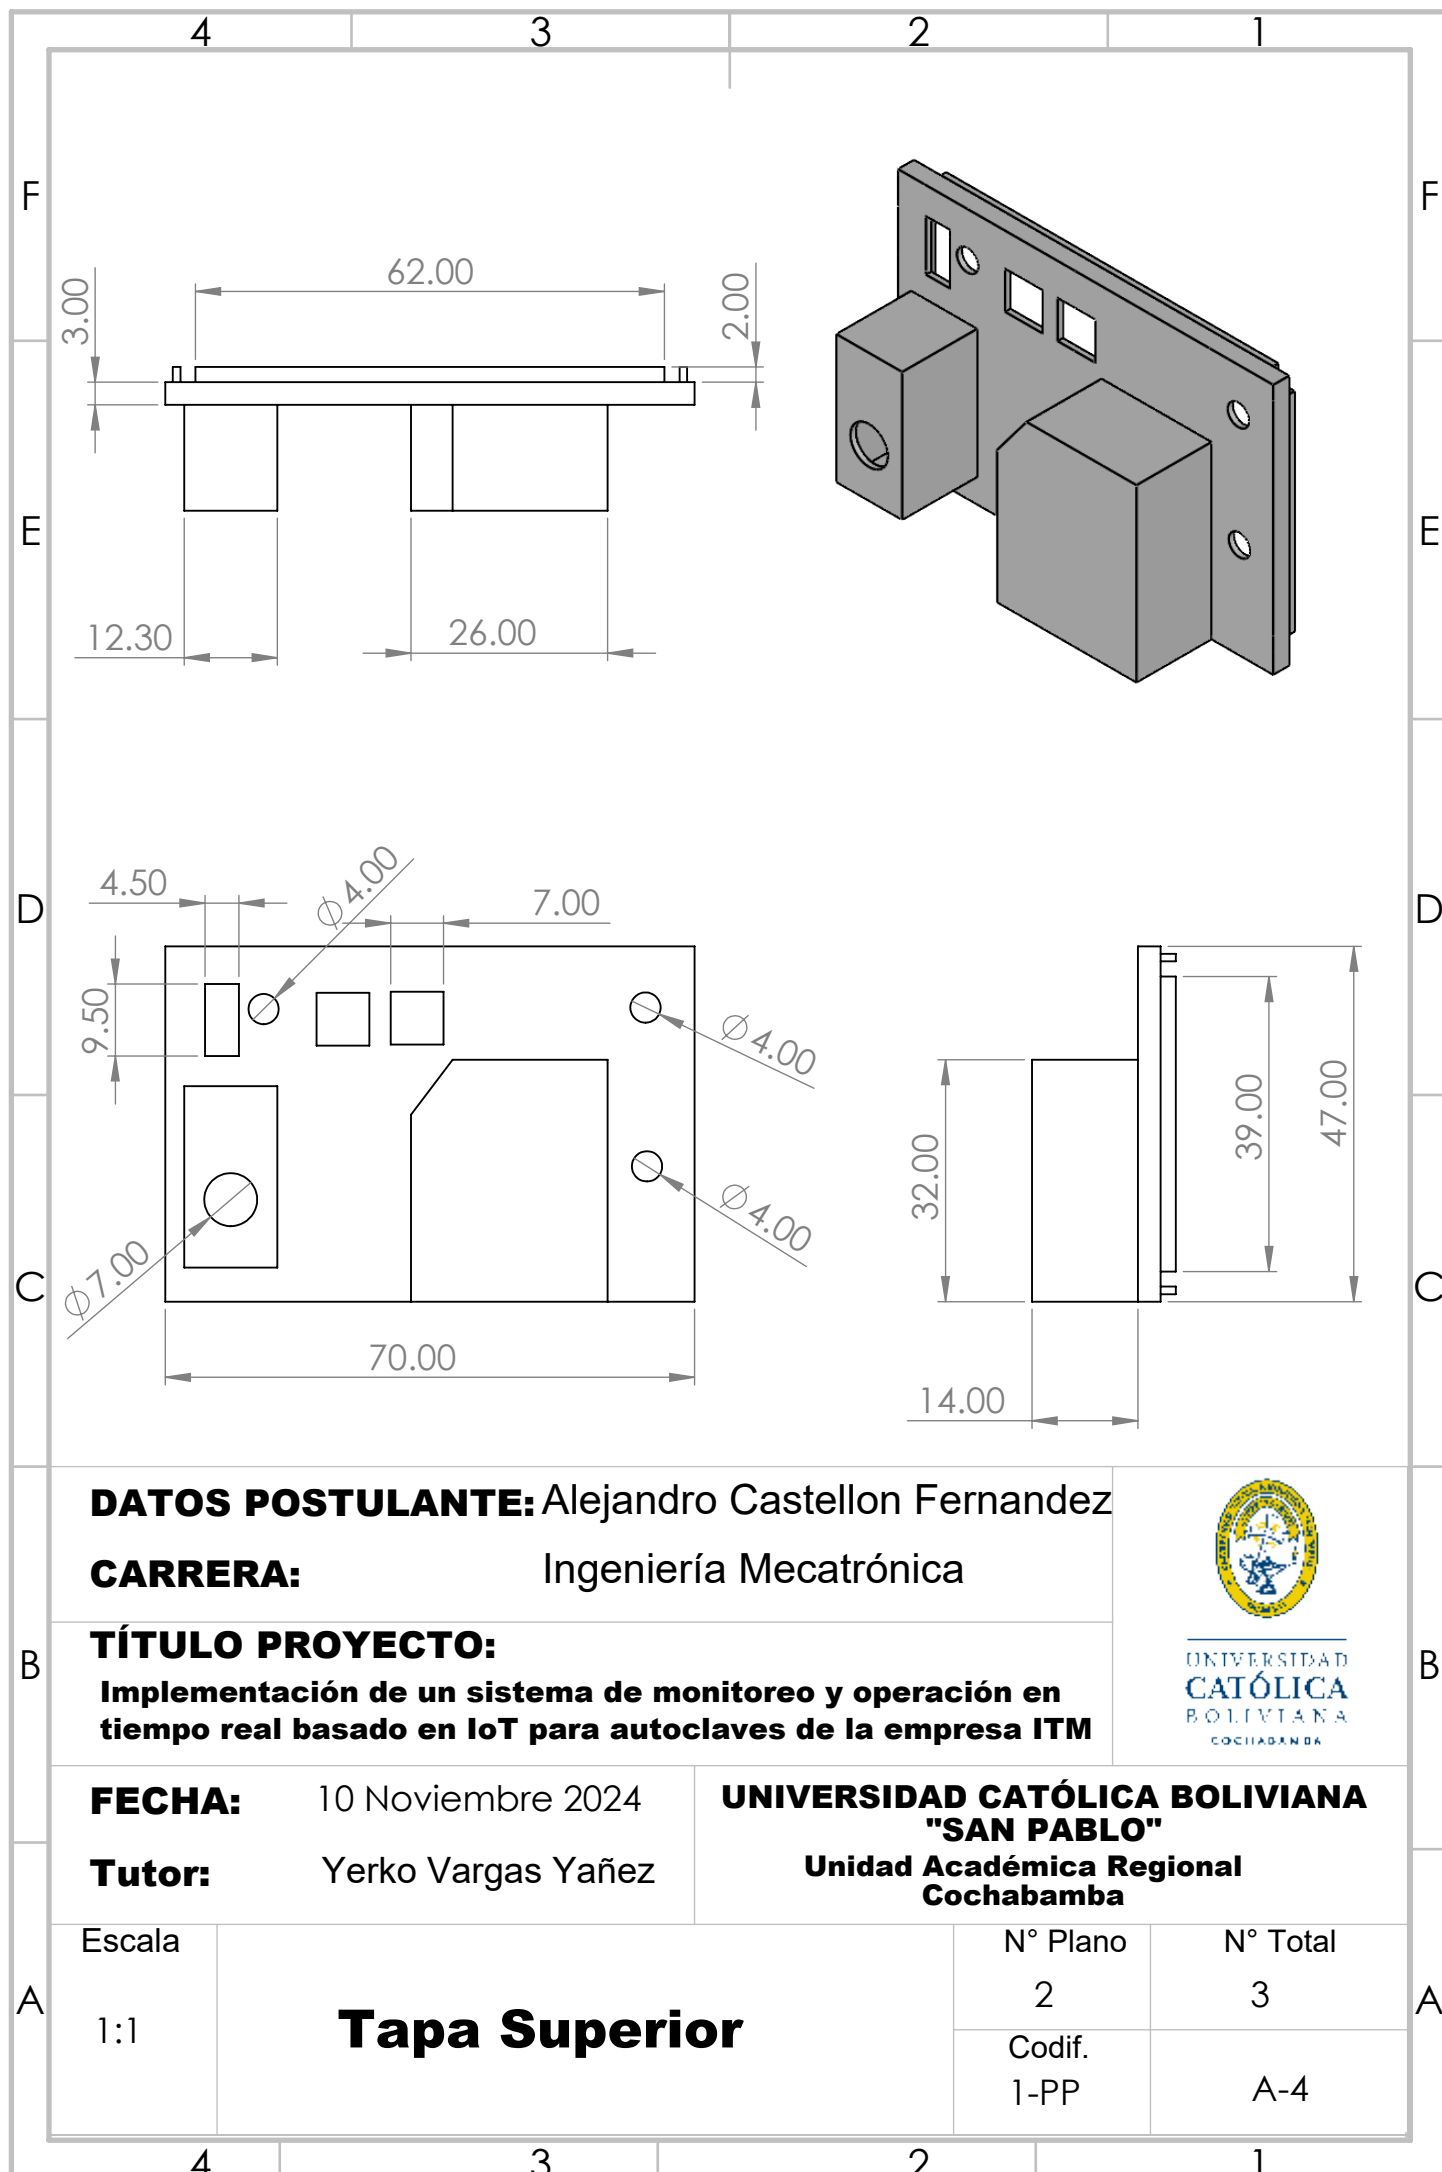 4 3 2 1
F F
62.00
3.00
2.00
E E
12.30
26.00
D D
4.50
⌀4.00
7.00
9.50
⌀4.00
⌀4.00
⌀7.00
70.00
32.00
39.00
47.00
14.00
C C
DATOS POSTULANTE: Alejandro Castellon Fernandez
CARRERA: Ingeniería Mecatrónica
UNIVERSIDAD
CATÓLICA
BOLIVIANA
COCHABAMBA
B B
TÍTULO PROYECTO:
Implementación de un sistema de monitoreo y operación en
tiempo real basado en IoT para autoclaves de la empresa ITM
FECHA: 10 Noviembre 2024
Tutor: Yerko Vargas Yañez
UNIVERSIDAD CATÓLICA BOLIVIANA
"SAN PABLO"
Unidad Académica Regional
Cochabamba
A A
Escala
1:1
Tapa Superior
N° Plano
2
N° Total
3
Codif.
1-PP
A-4
4 3 2 1